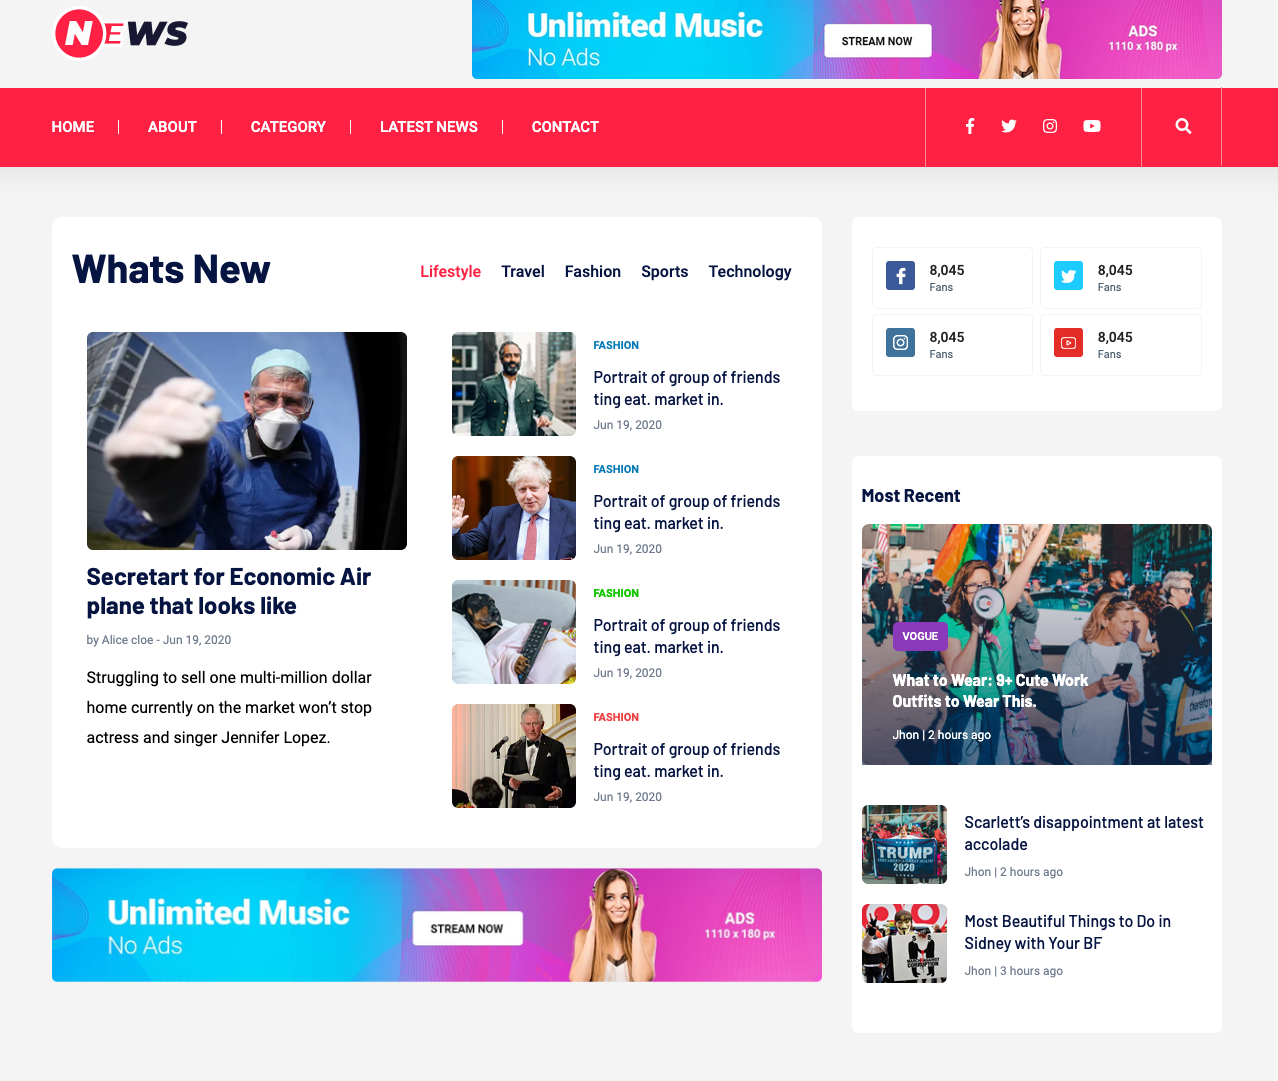 NEWS
Unlimited Music
No Ads
STREAM NOW
ADS
1110 x 180 px
HOME
ABOUT
CATEGORY
LATEST NEWS
CONTACT
Whats New
Lifestyle
Travel
Fashion
Sports
Technology
Secretart for Economic Air
plane that looks like
by Alice cloe - Jun 19, 2020
Struggling to sell one multi-million dollar
home currently on the market won’t stop
actress and singer Jennifer Lopez.
FASHION
Portrait of group of friends
ting eat. market in.
Jun 19, 2020
FASHION
Portrait of group of friends
ting eat. market in.
Jun 19, 2020
FASHION
Portrait of group of friends
ting eat. market in.
Jun 19, 2020
FASHION
Portrait of group of friends
ting eat. market in.
Jun 19, 2020
Unlimited Music
No Ads
STREAM NOW
ADS
1110 x 180 px
8,045
Fans
8,045
Fans
8,045
Fans
8,045
Fans
Most Recent
VOGUE
What to Wear: 9+ Cute Work
Outfits to Wear This.
Jhon | 2 hours ago
TRUMP
2020
Scarlett’s disappointment at latest
accolade
Jhon | 2 hours ago
MARCH AGAINST
CORRUPTION
Most Beautiful Things to Do in
Sidney with Your BF
Jhon | 3 hours ago